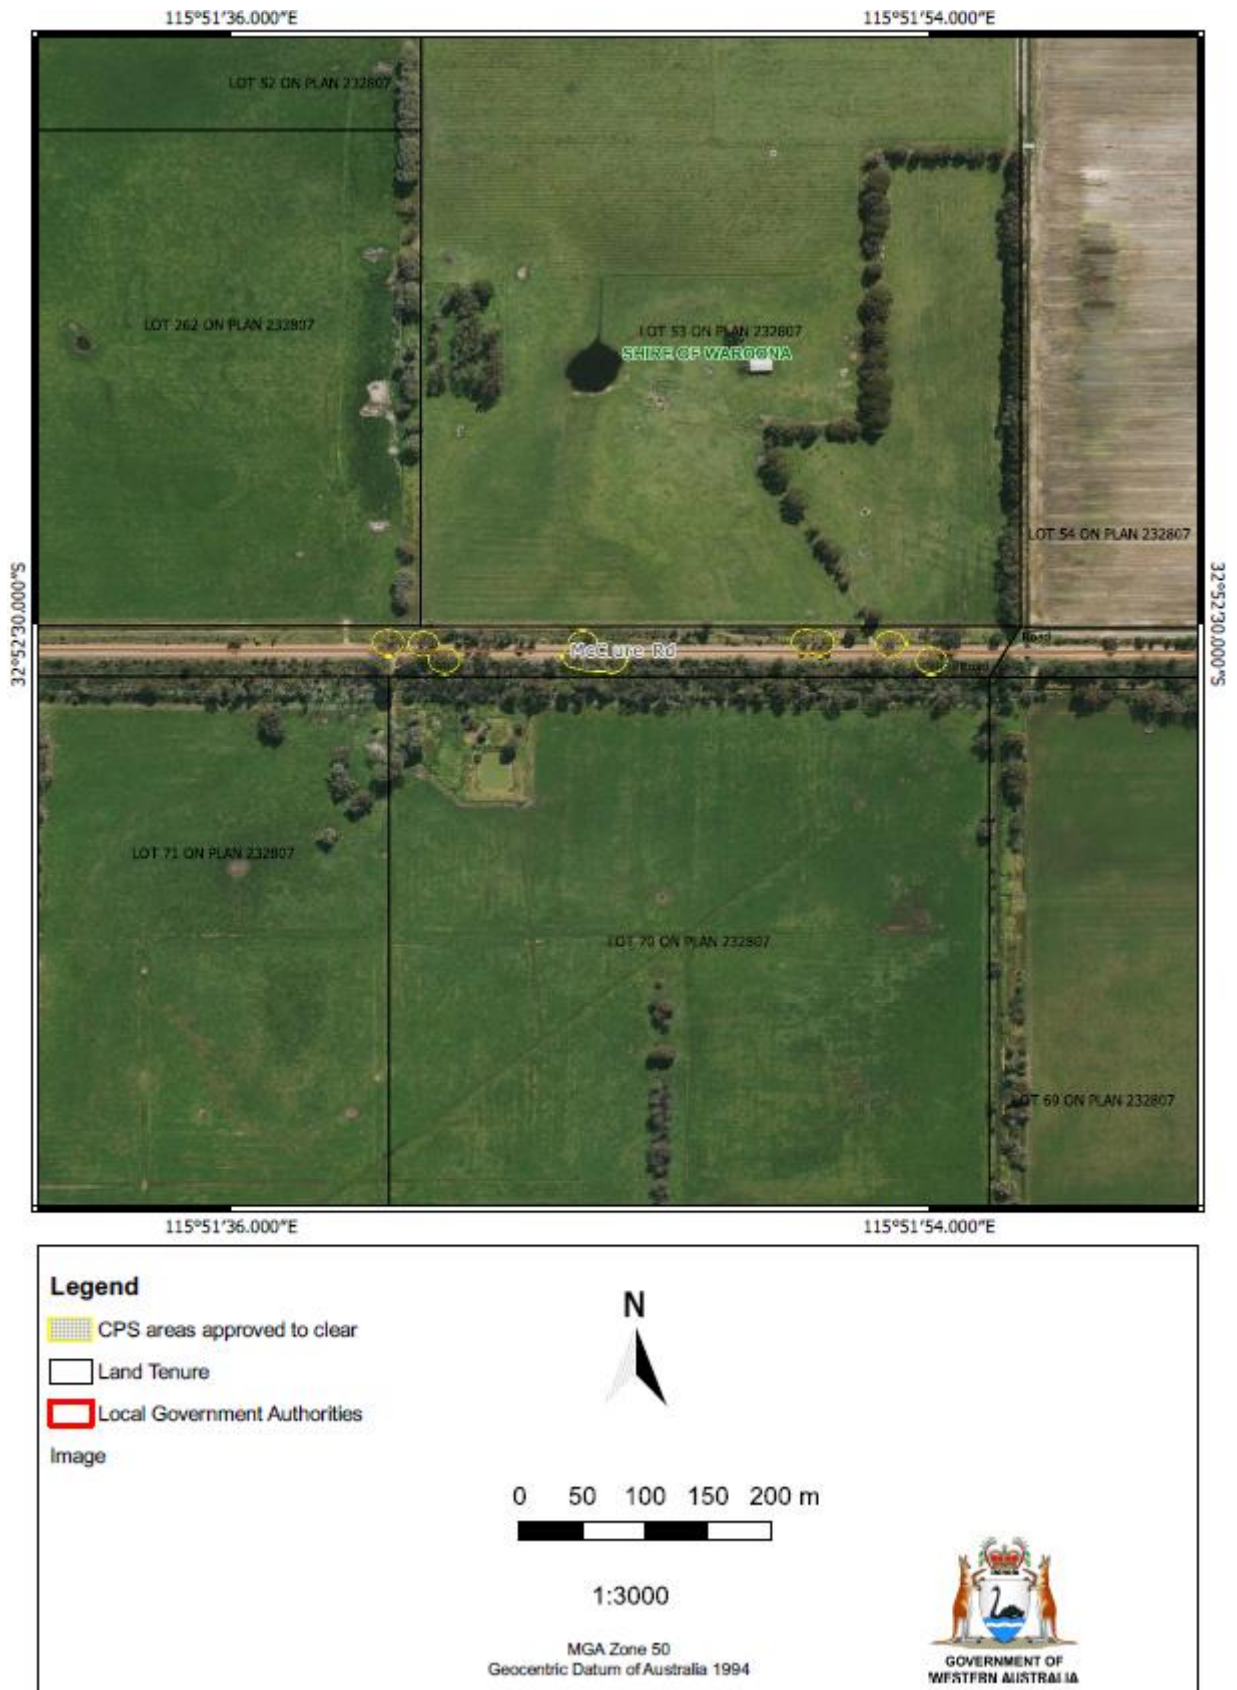 115°51'36.000"E
115°51'54.000"E
LOT 52 ON PLAN 232807
LOT 262 ON PLAN 232807
LOT 53 ON PLAN 232807
SHIRE OF WAROONA
LOT 54 ON PLAN 232807
32°52'30.000"S
32°52'30.000"S
Road
McClure Rd
Road
LOT 71 ON PLAN 232807
LOT 70 ON PLAN 232807
LOT 69 ON PLAN 232807
115°51'36.000"E
115°51'54.000"E
Legend
CPS areas approved to clear
Land Tenure
Local Government Authorities
Image
N
0 50 100 150 200 m
1:3000
MGA Zone 50
Geocentric Datum of Australia 1994
GOVERNMENT OF
WESTERN AUSTRALIA